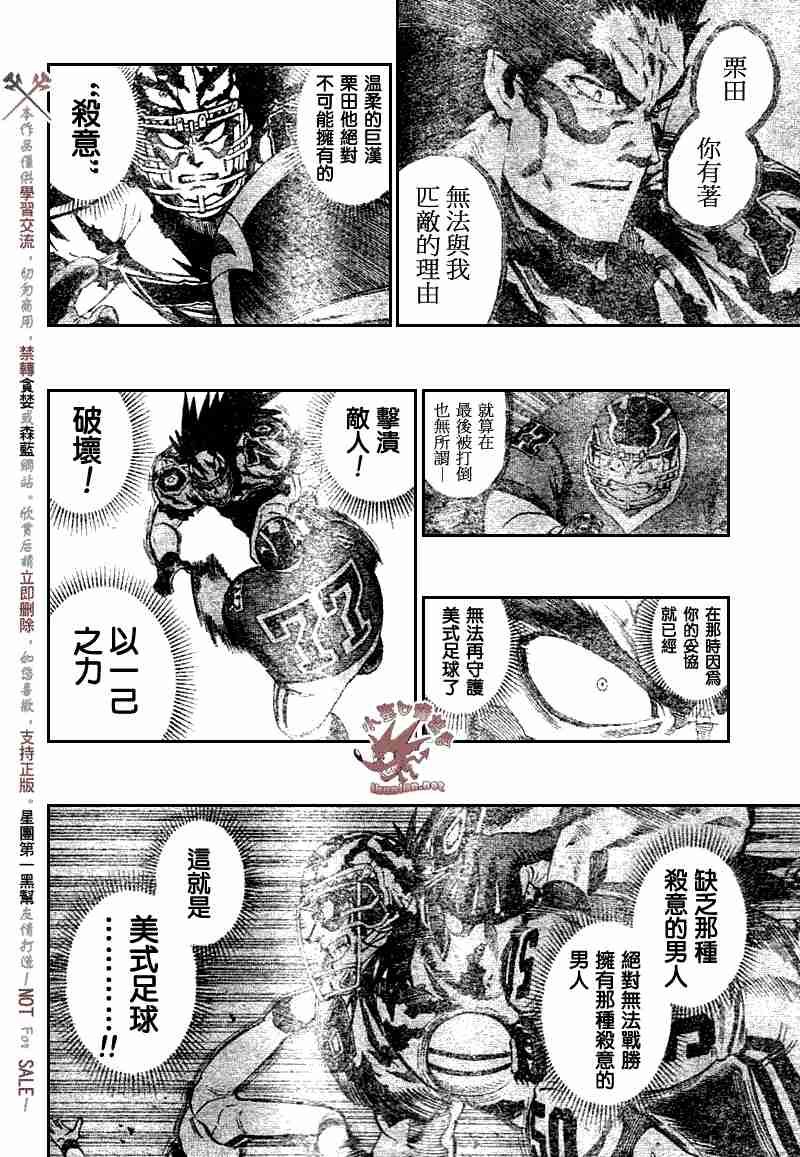 栗田
你有著
無法與我
匹敵的理由
溫柔的巨漢
栗田他絕對
不可能擁有的
“殺意”
就算在
最後被打倒
也無所謂—
在那時因為
你的妥協
就已經
無法再守護
美式足球了
擊潰
敵人！
破壞！
以一己
之力
77
缺乏那種
殺意的男人
絕對無法戰勝
擁有那種殺意的
男人
這就是
美式足球
…………!!
本作品僅供學習交流，切勿商用，禁轉貪婪或森藍網站。欣賞后請立即刪除，如您喜歡，支持正版。星團第一黑幫友情打造—NOT For SALE—